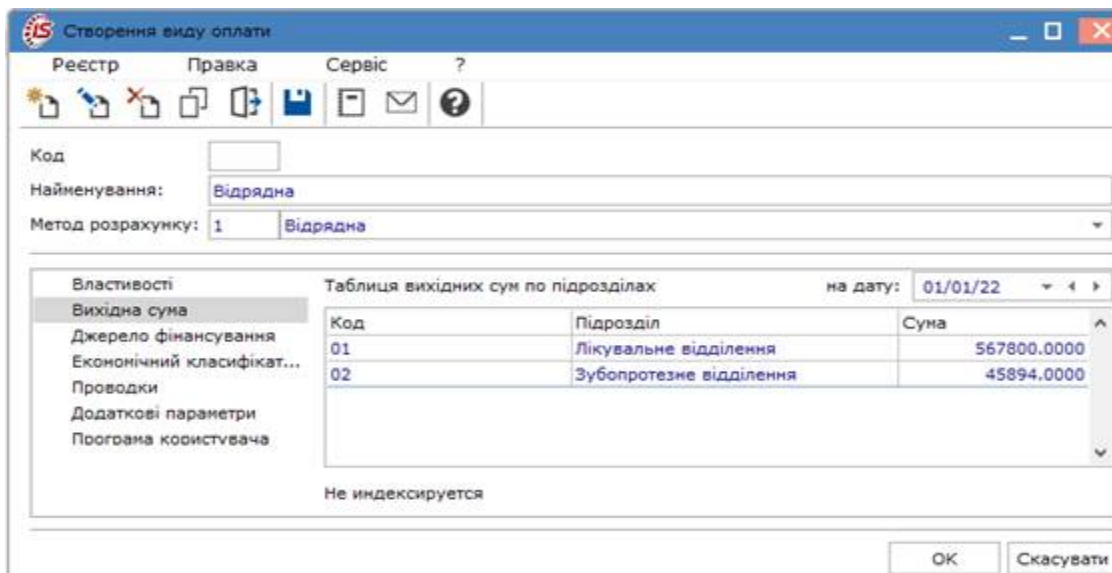 iS Створення виду оплати
Реєстр Правка Сервіс ?
Код
Найменування: Відрядна
Метод розрахунку: 1 Відрядна
Властивості
Вихідна сума
Джерело фінансування
Економічний класифікат...
Проводки
Додаткові параметри
Програма користувача
Таблиця вихідних сум по підрозділах на дату: 01/01/22
Код Підрозділ Сума
01 Лікувальне відділення 567800.0000
02 Зубопротезне відділення 45894.0000
Не индексируется
OK Скасувати